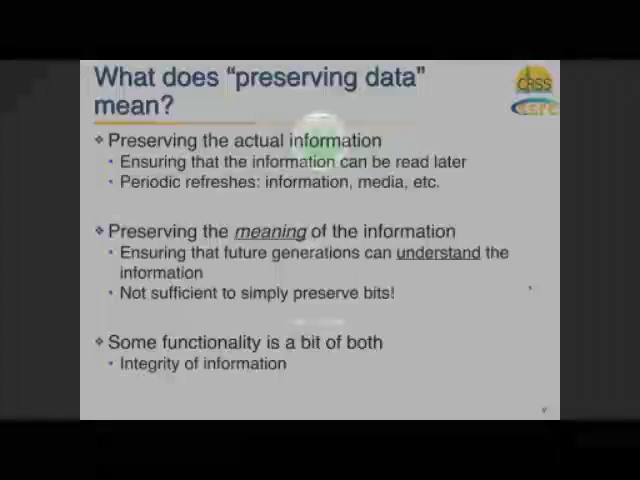 What does “preserving data”
mean?
CRSS
❖ Preserving the actual information
• Ensuring that the information can be read later
• Periodic refreshes: information, media, etc.
❖ Preserving the meaning of the information
• Ensuring that future generations can understand the
information
• Not sufficient to simply preserve bits!
❖ Some functionality is a bit of both
• Integrity of information